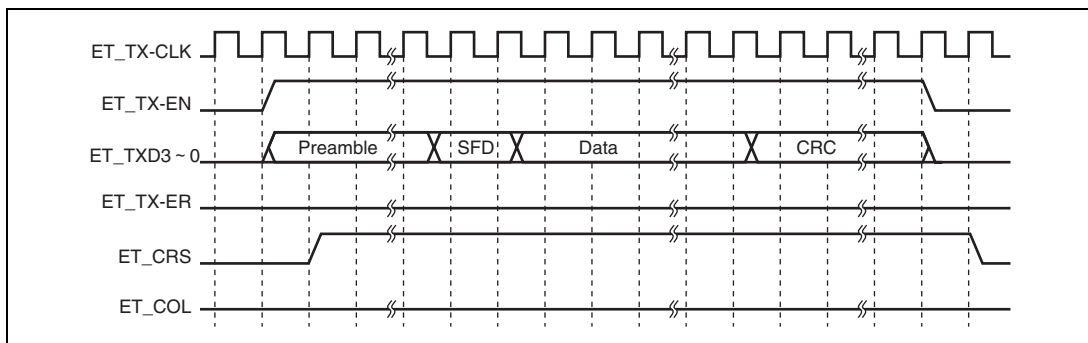 ET_TX-CLK
ET_TX-EN
ET_TXD3 ~ 0
Preamble SFD Data CRC
ET_TX-ER
ET_CRS
ET_COL